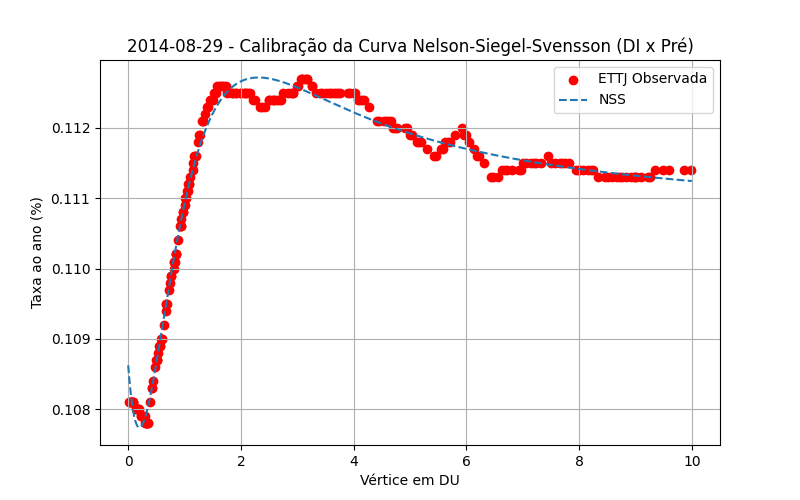 2014-08-29 - Calibração da Curva Nelson-Siegel-Svensson (DI x Pré)
ETTJ Observada
NSS
0.112
0.111
0.110
0.109
0.108
Taxa ao ano (%)
0 2 4 6 8 10
Vértice em DU